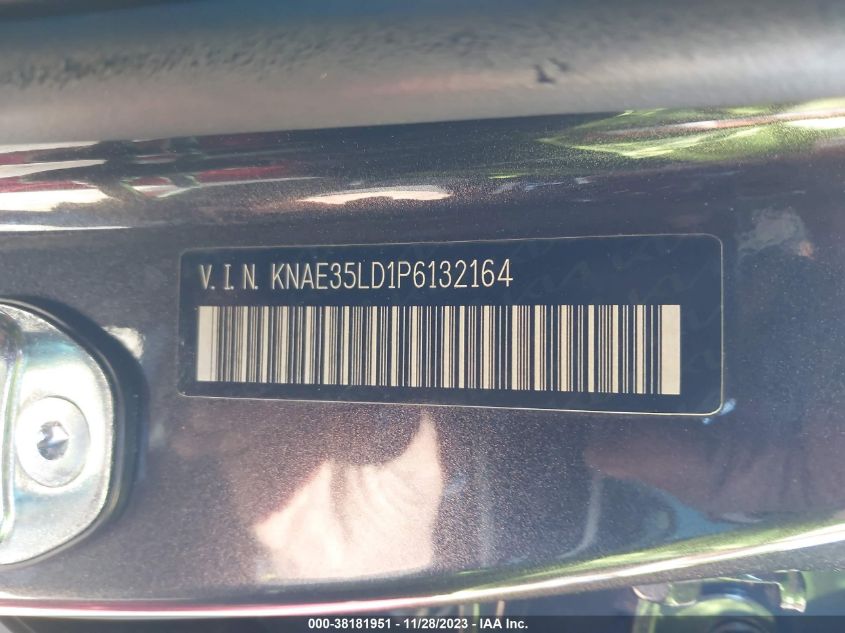 V.I.N. KNAE35LD1P6132164
000-38181951 - 11/28/2023 - IAA Inc.